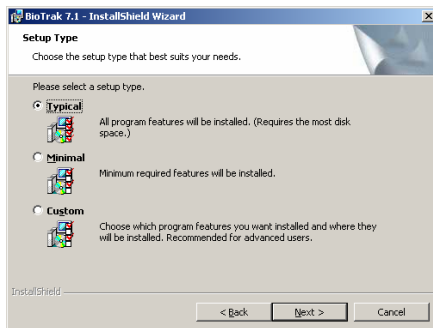 BioTrak 7.1 - InstallShield Wizard
Setup Type
Choose the setup type that best suits your needs.
Please select a setup type.
Typical
All program features will be installed. (Requires the most disk
space.)
Minimal
Minimum required features will be installed.
Custom
Choose which program features you want installed and where they
will be installed. Recommended for advanced users.
InstallShield
< Back Next > Cancel